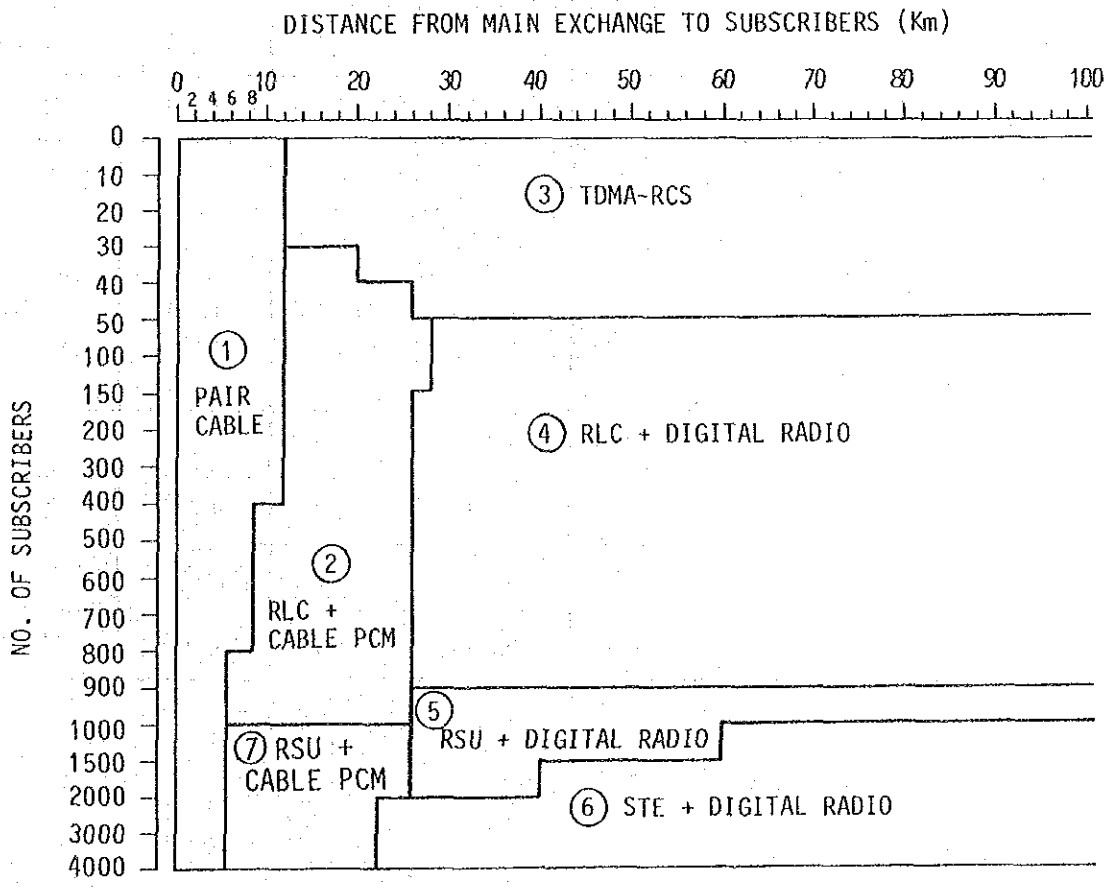 DISTANCE FROM MAIN EXCHANGE TO SUBSCRIBERS (Km)
0 10 20 30 40 50 60 70 80 90 100
2 4 6 8
NO. OF SUBSCRIBERS
0
10
20
30
40
50
100
150
200
300
400
500
600
700
800
900
1000
1500
2000
3000
4000
3 TDMA-RCS
1
PAIR
CABLE
4 RLC + DIGITAL RADIO
2
RLC +
CABLE PCM
5
RSU + DIGITAL RADIO
7 RSU +
CABLE PCM
6 STE + DIGITAL RADIO